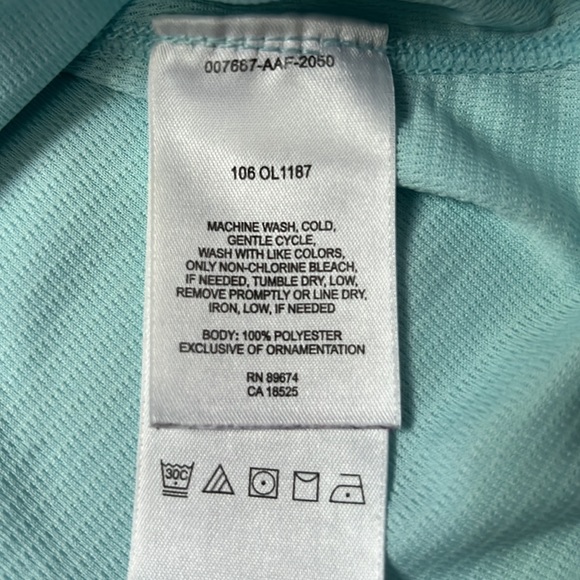 007667-AAF-2050
106 OL1187
MACHINE WASH, COLD,
GENTLE CYCLE,
WASH WITH LIKE COLORS,
ONLY NON-CHLORINE BLEACH,
IF NEEDED, TUMBLE DRY, LOW,
REMOVE PROMPTLY OR LINE DRY,
IRON, LOW, IF NEEDED
BODY: 100% POLYESTER
EXCLUSIVE OF ORNAMENTATION
RN 89674
CA 18525
30C